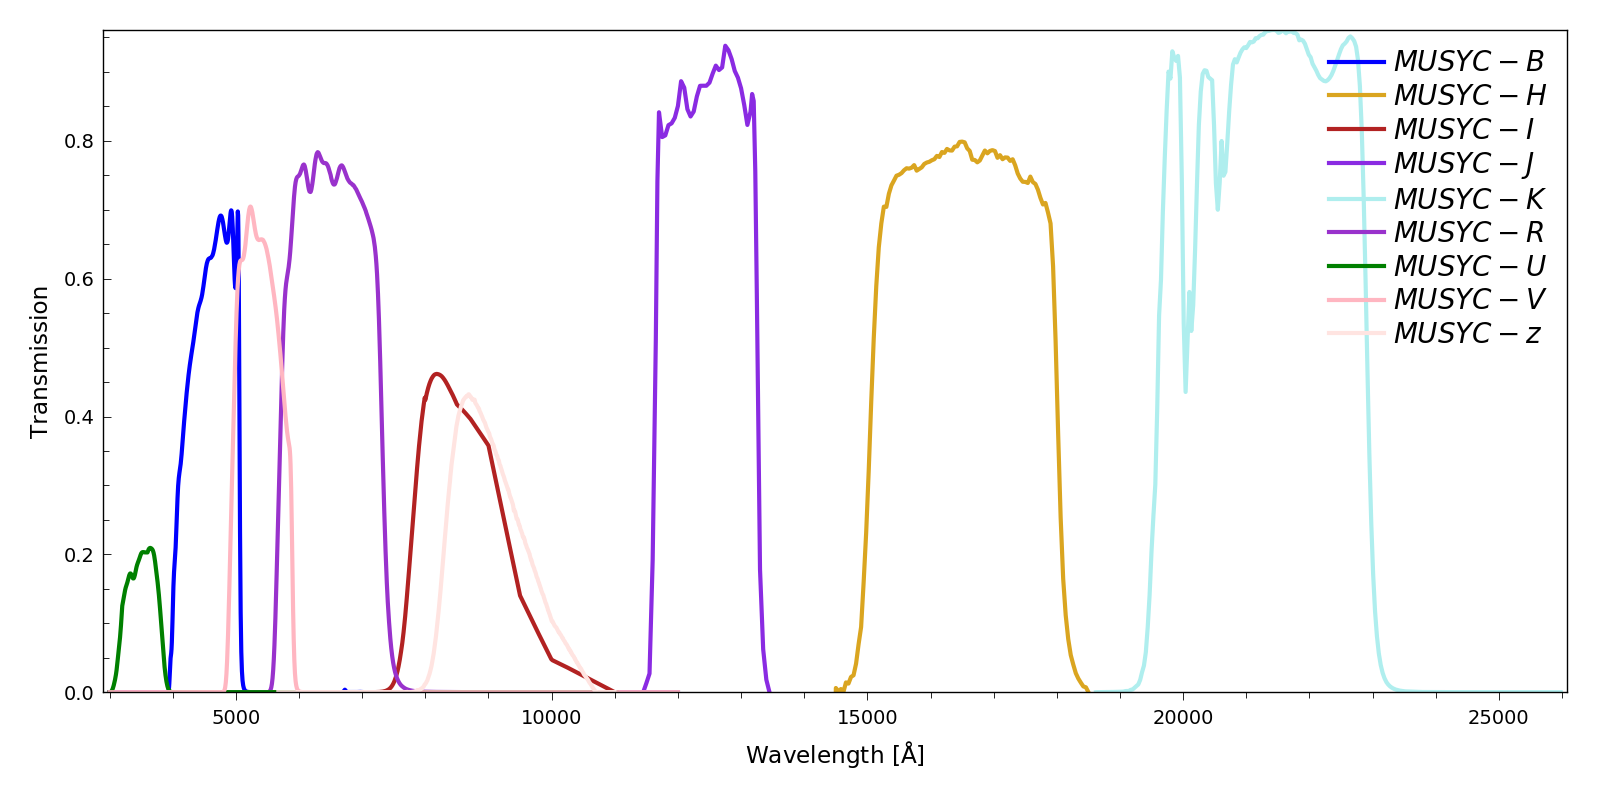 MUSYC − B
MUSYC − H
MUSYC − I
MUSYC − J
MUSYC − K
MUSYC − R
MUSYC − U
MUSYC − V
MUSYC − z
Transmission
0.8
0.6
0.4
0.2
0.0
5000 10000 15000 20000 25000
Wavelength [Å]